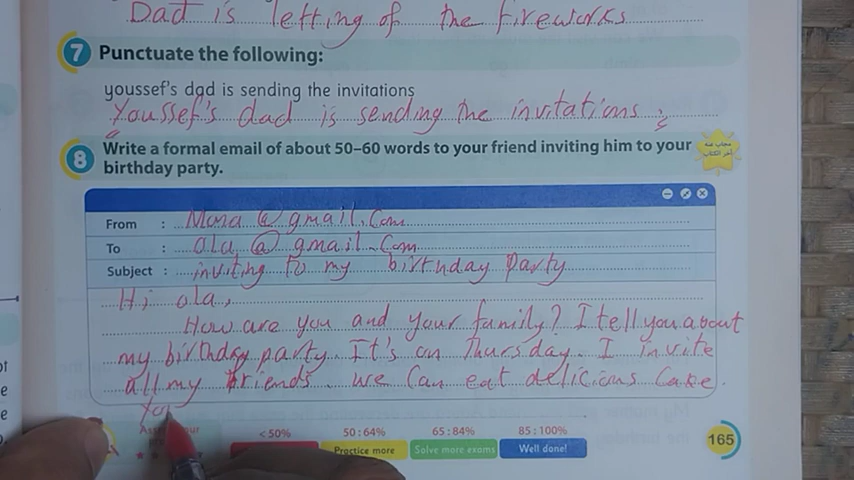 Dad is letting of the fireworks
7 Punctuate the following:
youssef's dad is sending the invitations
Youssef's dad is sending the invitations.
8 Write a formal email of about 50–60 words to your friend inviting him to your
birthday party.
مجاب عنه
آخر الكتاب
From : Mona@gmail.Com
To : ola@gmail.Com
Subject : inviting to my birthday party
Hi, ola,
How are you and your family? I tell you about
my birthday party. It's on Thursday. I invite
all my friends. we can eat delicious Cake.
You
<50%
50:64%
65:84%
85:100%
Practice more
Solve more exams
Well done!
165